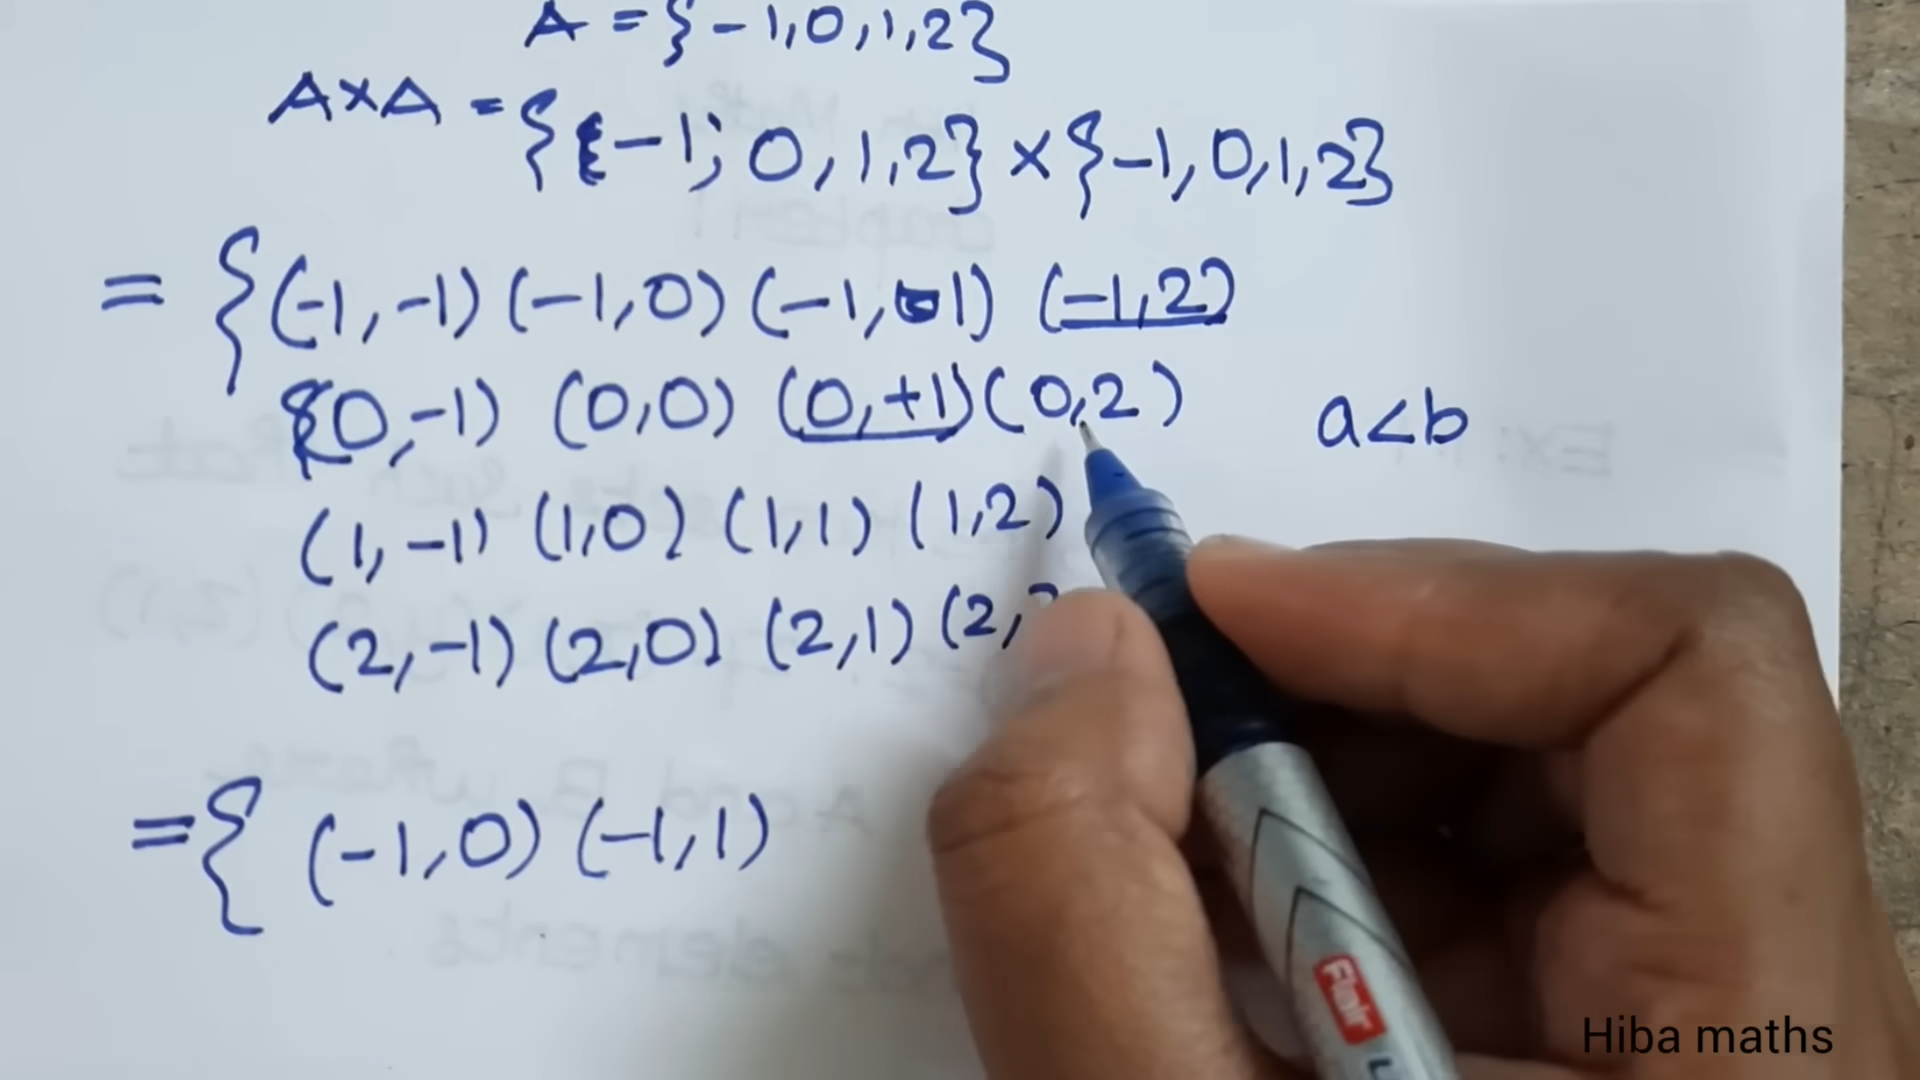 A = {-1,0,1,2}
A×A = {-1, 0, 1, 2} × {-1, 0, 1, 2}
= {(-1, -1) (-1, 0) (-1, 1) (-1, 2)
(0, -1) (0, 0) (0, +1) (0, 2) a<b
(1, -1) (1, 0) (1, 1) (1, 2)
(2, -1) (2, 0) (2, 1) (2,
= { (-1, 0) (-1, 1)
Flair
Hiba maths